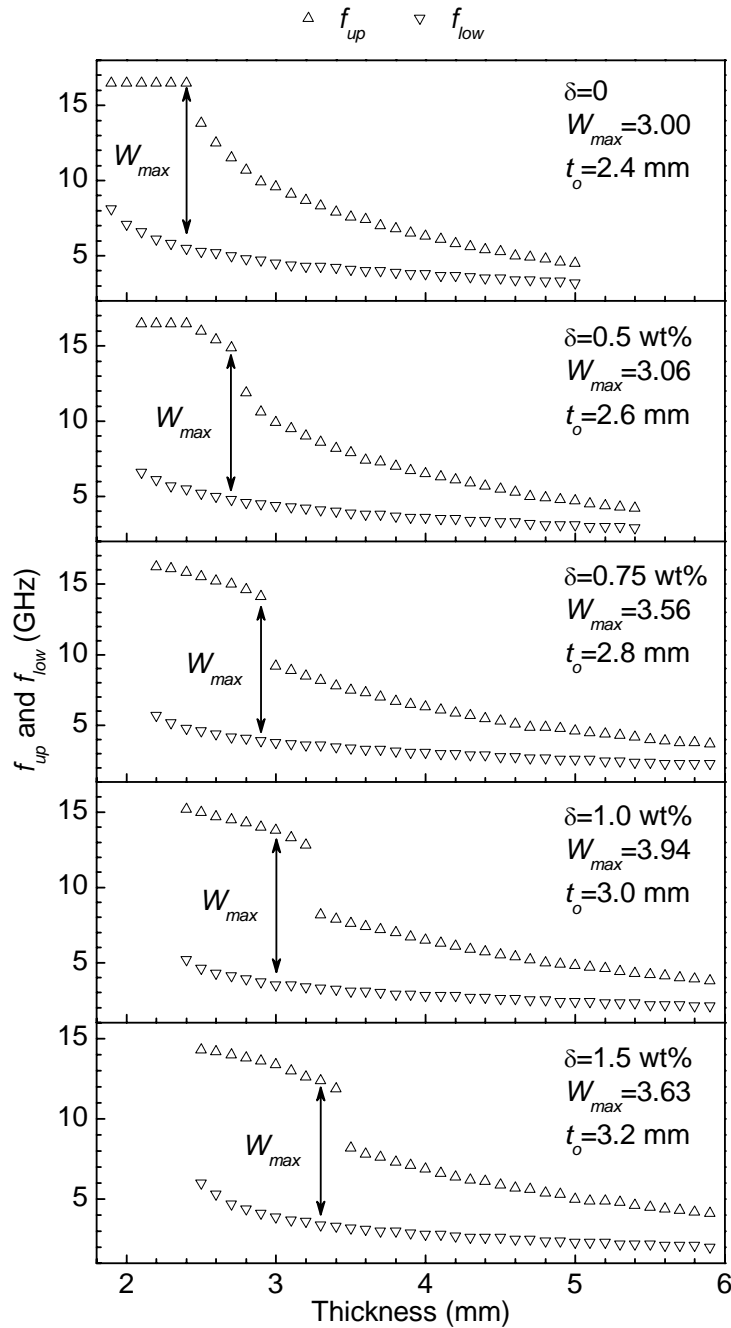 △ f_up ▽ f_low
f_up and f_low (GHz)
15
10
5
W_max
δ=0
W_max=3.00
t_o=2.4 mm
15
10
5
W_max
δ=0.5 wt%
W_max=3.06
t_o=2.6 mm
15
10
5
W_max
δ=0.75 wt%
W_max=3.56
t_o=2.8 mm
15
10
5
W_max
δ=1.0 wt%
W_max=3.94
t_o=3.0 mm
15
10
5
W_max
δ=1.5 wt%
W_max=3.63
t_o=3.2 mm
2 3 4 5 6
Thickness (mm)